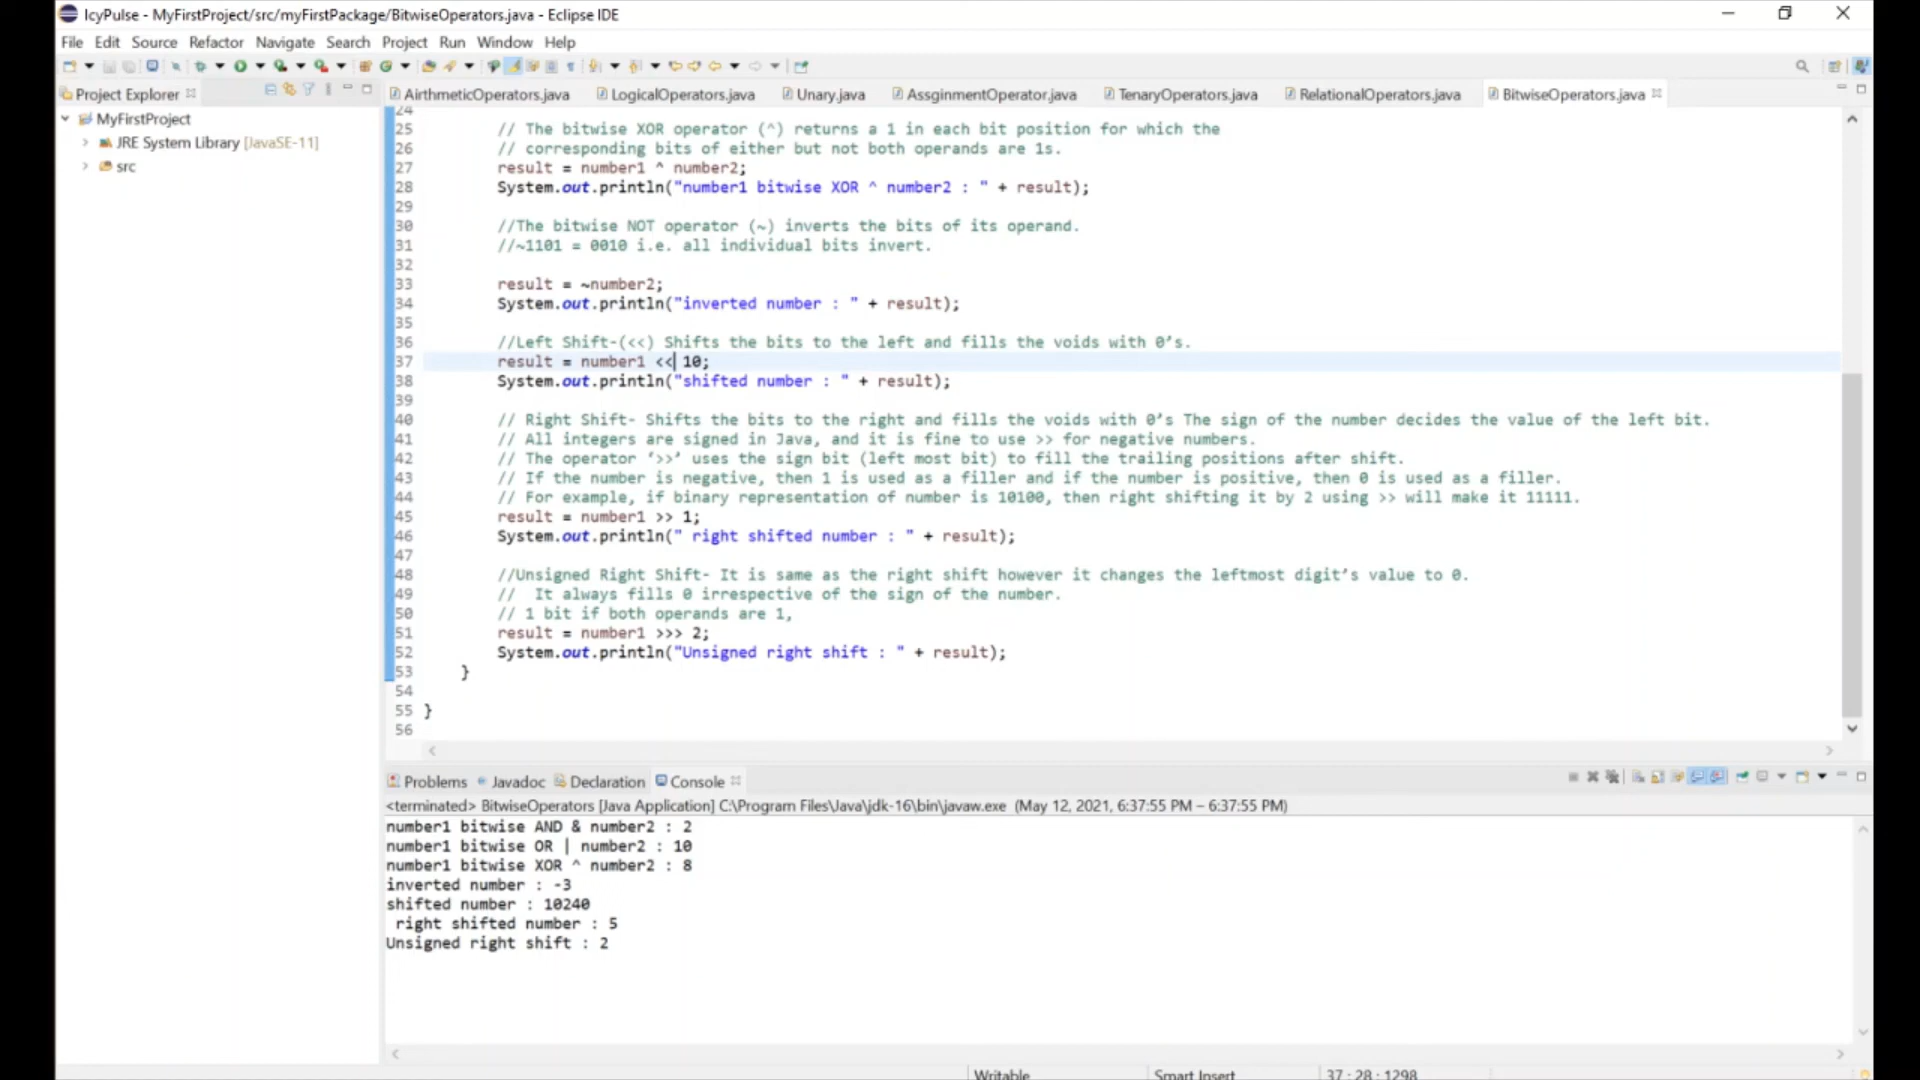 IcyPulse - MyFirstProject/src/myFirstPackage/BitwiseOperators.java - Eclipse IDE
File Edit Source Refactor Navigate Search Project Run Window Help
Project Explorer
MyFirstProject
JRE System Library [JavaSE-11]
src
AirthmeticOperators.java LogicalOperators.java Unary.java AssginmentOperator.java TenaryOperators.java RelationalOperators.java BitwiseOperators.java
24
25 // The bitwise XOR operator (^) returns a 1 in each bit position for which the
26 // corresponding bits of either but not both operands are 1s.
27 result = number1 ^ number2;
28 System.out.println("number1 bitwise XOR ^ number2 : " + result);
29
30 //The bitwise NOT operator (~) inverts the bits of its operand.
31 //~1101 = 0010 i.e. all individual bits invert.
32
33 result = ~number2;
34 System.out.println("inverted number : " + result);
35
36 //Left Shift-(<<) Shifts the bits to the left and fills the voids with 0's.
37 result = number1 << 10;
38 System.out.println("shifted number : " + result);
39
40 // Right Shift- Shifts the bits to the right and fills the voids with 0's The sign of the number decides the value of the left bit.
41 // All integers are signed in Java, and it is fine to use >> for negative numbers.
42 // The operator ‘>>’ uses the sign bit (left most bit) to fill the trailing positions after shift.
43 // If the number is negative, then 1 is used as a filler and if the number is positive, then 0 is used as a filler.
44 // For example, if binary representation of number is 10100, then right shifting it by 2 using >> will make it 11111.
45 result = number1 >> 1;
46 System.out.println(" right shifted number : " + result);
47
48 //Unsigned Right Shift- It is same as the right shift however it changes the leftmost digit’s value to 0.
49 //  It always fills 0 irrespective of the sign of the number.
50 // 1 bit if both operands are 1,
51 result = number1 >>> 2;
52 System.out.println("Unsigned right shift : " + result);
53 }
54
55 }
56
Problems Javadoc Declaration Console
<terminated> BitwiseOperators [Java Application] C:\Program Files\Java\jdk-16\bin\javaw.exe (May 12, 2021, 6:37:55 PM – 6:37:55 PM)
number1 bitwise AND & number2 : 2
number1 bitwise OR | number2 : 10
number1 bitwise XOR ^ number2 : 8
inverted number : -3
shifted number : 10240
right shifted number : 5
Unsigned right shift : 2
Writable Smart Insert 37 : 28 : 1298